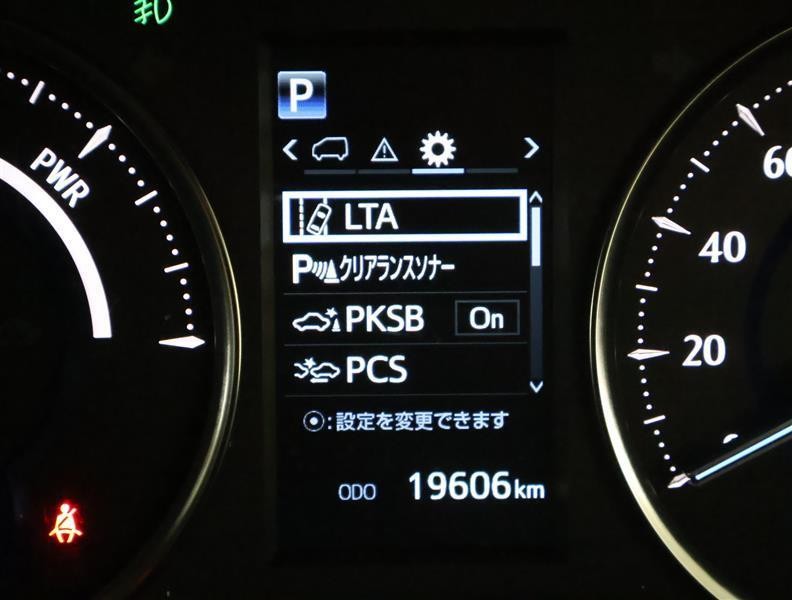 P
PWR
LTA
Pクリアランスソナー
PKSB On
PCS
:設定を変更できます
ODO 19606km
60
40
20